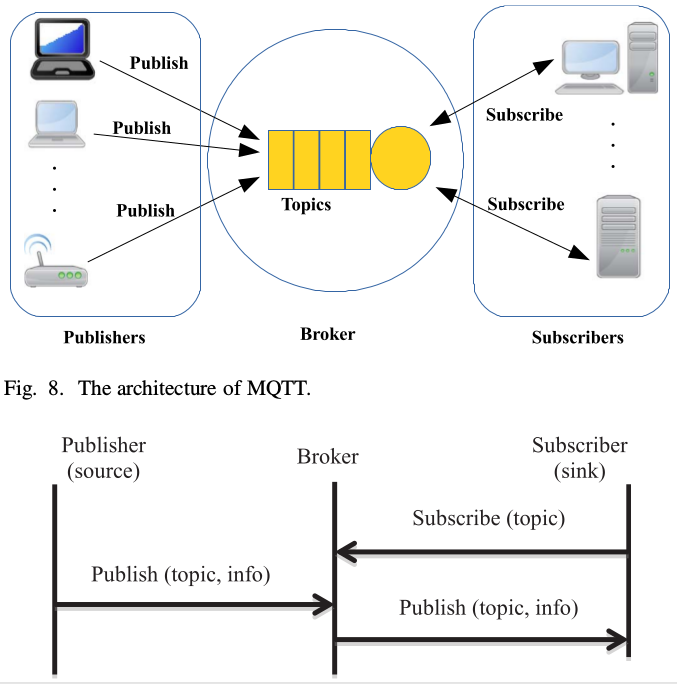 Publish
Publish
Publish
Topics
Subscribe
Subscribe
Publishers
Broker
Subscribers
Fig. 8. The architecture of MQTT.
Publisher
(source)
Broker
Subscriber
(sink)
Subscribe (topic)
Publish (topic, info)
Publish (topic, info)